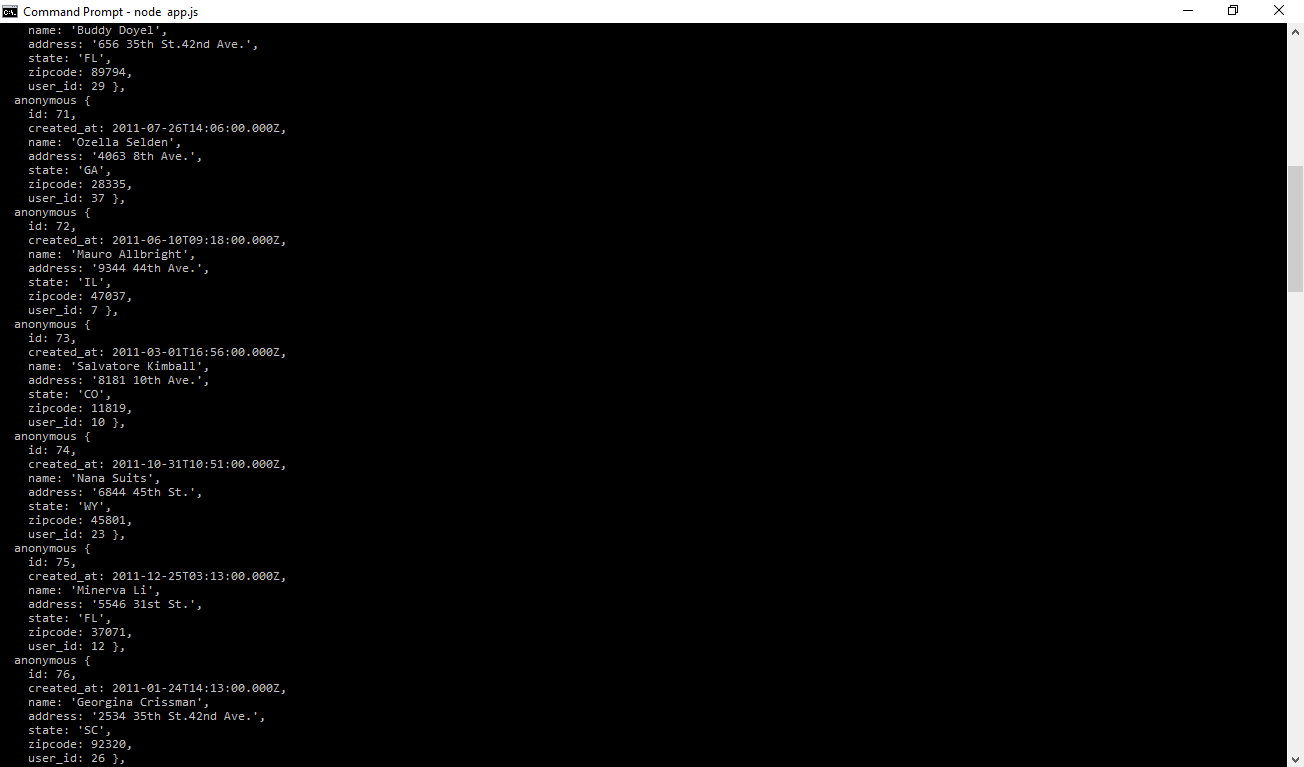 Command Prompt - node  app.js
name: 'Buddy Doyel',
address: '656 35th St.42nd Ave.',
state: 'FL',
zipcode: 89794,
user_id: 29 },
anonymous {
id: 71,
created_at: 2011-07-26T14:06:00.000Z,
name: 'Ozella Selden',
address: '4063 8th Ave.',
state: 'GA',
zipcode: 28335,
user_id: 37 },
anonymous {
id: 72,
created_at: 2011-06-10T09:18:00.000Z,
name: 'Mauro Allbright',
address: '9344 44th Ave.',
state: 'IL',
zipcode: 47037,
user_id: 7 },
anonymous {
id: 73,
created_at: 2011-03-01T16:56:00.000Z,
name: 'Salvatore Kimball',
address: '8181 10th Ave.',
state: 'CO',
zipcode: 11819,
user_id: 10 },
anonymous {
id: 74,
created_at: 2011-10-31T10:51:00.000Z,
name: 'Nana Suits',
address: '6844 45th St.',
state: 'WY',
zipcode: 45801,
user_id: 23 },
anonymous {
id: 75,
created_at: 2011-12-25T03:13:00.000Z,
name: 'Minerva Li',
address: '5546 31st St.',
state: 'FL',
zipcode: 37071,
user_id: 12 },
anonymous {
id: 76,
created_at: 2011-01-24T14:13:00.000Z,
name: 'Georgina Crissman',
address: '2534 35th St.42nd Ave.',
state: 'SC',
zipcode: 92320,
user_id: 26 },